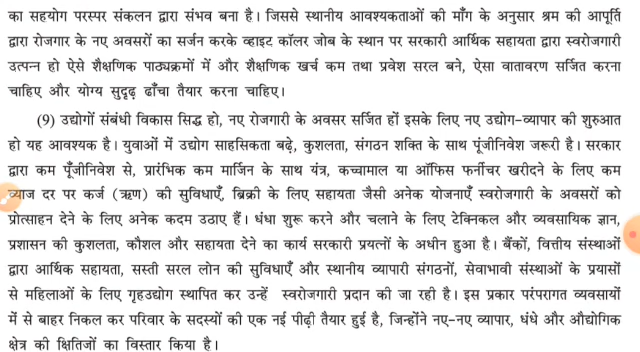 का सहयोग परस्पर संकलन द्वारा संभव बना है। जिससे स्थानीय आवश्यकताओं की माँग के अनुसार श्रम की आपूर्ति
द्वारा रोजगार के नए अवसरों का सर्जन करके व्हाइट कॉलर जोब के स्थान पर सरकारी आर्थिक सहायता द्वारा स्वरोजगारी
उत्पन्न हो ऐसे शैक्षणिक पाठ्यक्रमों में और शैक्षणिक खर्च कम तथा प्रवेश सरल बने, ऐसा वातावरण सर्जित करना
चाहिए और योग्य सुदृढ़ ढाँचा तैयार करना चाहिए।
(9) उद्योगों संबंधी विकास सिद्ध हो, नए रोजगारी के अवसर सर्जित हों इसके लिए नए उद्योग-व्यापार की शुरुआत
हो यह आवश्यक है। युवाओं में उद्योग साहसिकता बढ़े, कुशलता, संगठन शक्ति के साथ पूंजीनिवेश जरूरी है। सरकार
द्वारा कम पूँजीनिवेश से, प्रारंभिक कम मार्जिन के साथ यंत्र, कच्चामाल या ऑफिस फर्नीचर खरीदने के लिए कम
ब्याज दर पर कर्ज (ऋण) की सुविधाएँ, ब्रिक्री के लिए सहायता जैसी अनेक योजनाएँ स्वरोजगारी के अवसरों को
प्रोत्साहन देने के लिए अनेक कदम उठाए हैं। धंधा शुरू करने और चलाने के लिए टेक्निकल और व्यवसायिक ज्ञान,
प्रशासन की कुशलता, कौशल और सहायता देने का कार्य सरकारी प्रयत्नों के अधीन हुआ है। बैंकों, वित्तीय संस्थाओं
द्वारा आर्थिक सहायता, सस्ती सरल लोन की सुविधाएँ और स्थानीय व्यापारी संगठनों, सेवाभावी संस्थाओं के प्रयासों
से महिलाओं के लिए गृहउद्योग स्थापित कर उन्हें स्वरोजगारी प्रदान की जा रही है। इस प्रकार परंपरागत व्यवसायों
में से बाहर निकल कर परिवार के सदस्यों की एक नई पीढ़ी तैयार हुई है, जिन्होंने नए-नए व्यापार, धंधे और औद्योगिक
क्षेत्र की क्षितिजों का विस्तार किया है।